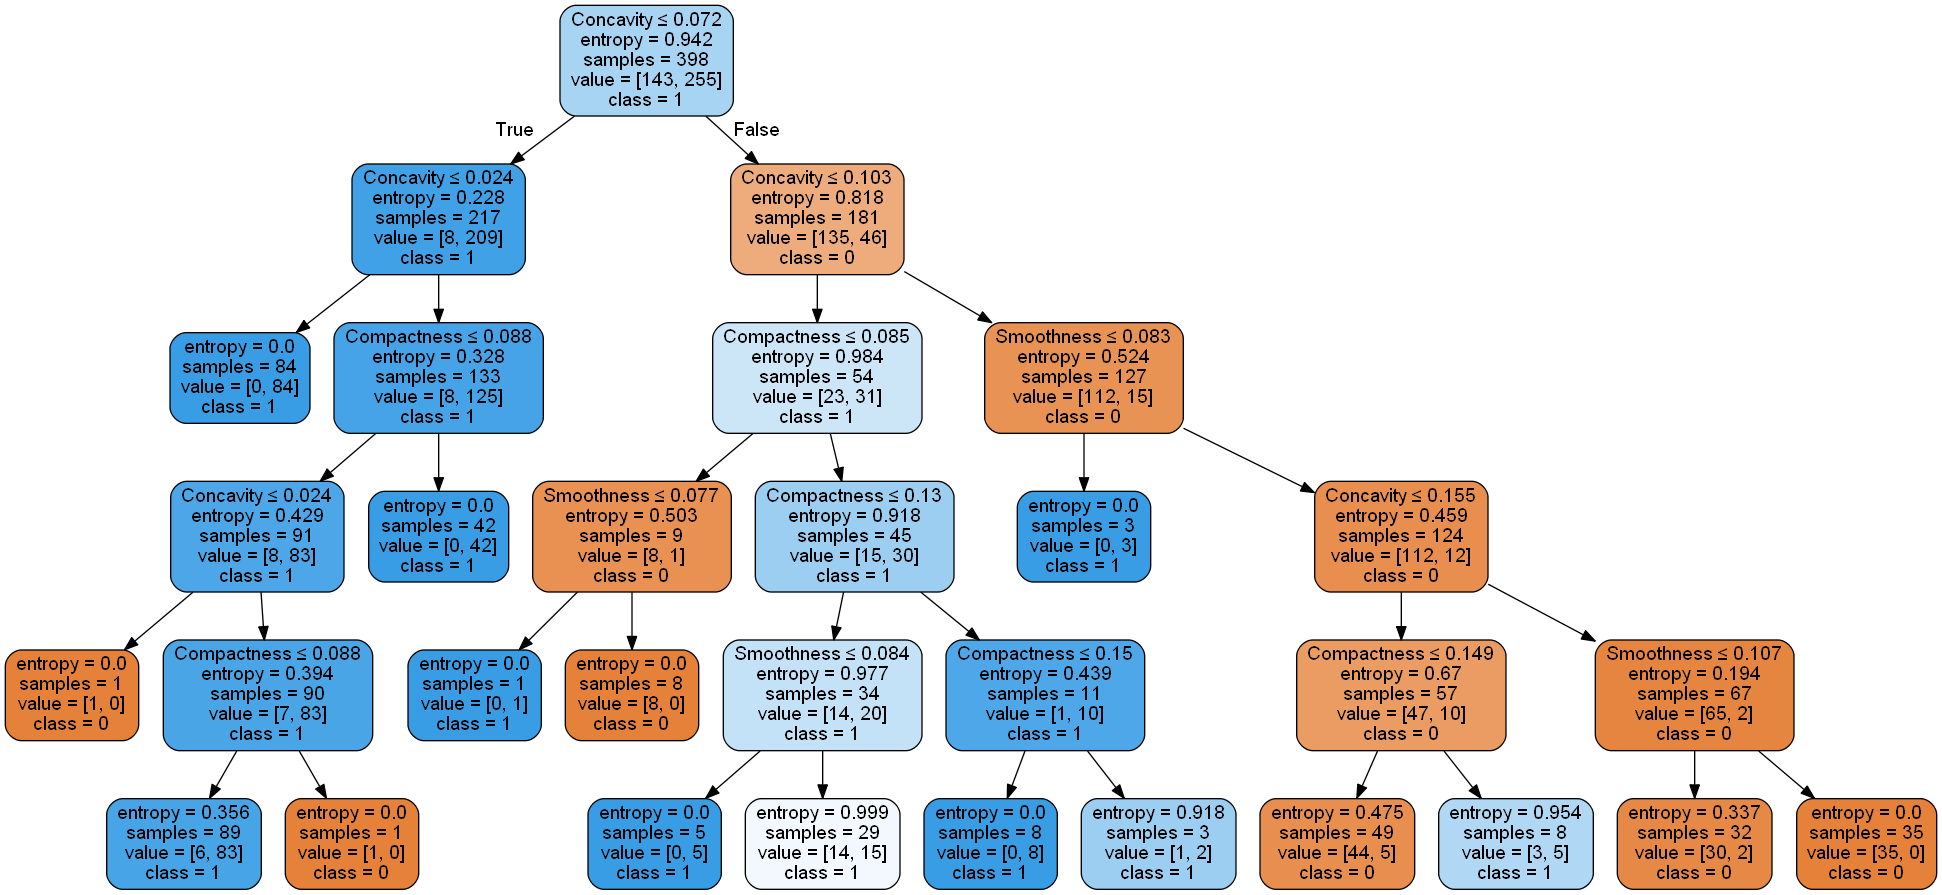 Concavity ≤ 0.072
entropy = 0.942
samples = 398
value = [143, 255]
class = 1
True
False
Concavity ≤ 0.024
entropy = 0.228
samples = 217
value = [8, 209]
class = 1
Concavity ≤ 0.103
entropy = 0.818
samples = 181
value = [135, 46]
class = 0
entropy = 0.0
samples = 84
value = [0, 84]
class = 1
Compactness ≤ 0.088
entropy = 0.328
samples = 133
value = [8, 125]
class = 1
Compactness ≤ 0.085
entropy = 0.984
samples = 54
value = [23, 31]
class = 1
Smoothness ≤ 0.083
entropy = 0.524
samples = 127
value = [112, 15]
class = 0
Concavity ≤ 0.024
entropy = 0.429
samples = 91
value = [8, 83]
class = 1
entropy = 0.0
samples = 42
value = [0, 42]
class = 1
Smoothness ≤ 0.077
entropy = 0.503
samples = 9
value = [8, 1]
class = 0
Compactness ≤ 0.13
entropy = 0.918
samples = 45
value = [15, 30]
class = 1
entropy = 0.0
samples = 3
value = [0, 3]
class = 1
Concavity ≤ 0.155
entropy = 0.459
samples = 124
value = [112, 12]
class = 0
entropy = 0.0
samples = 1
value = [1, 0]
class = 0
Compactness ≤ 0.088
entropy = 0.394
samples = 90
value = [7, 83]
class = 1
entropy = 0.0
samples = 1
value = [0, 1]
class = 1
entropy = 0.0
samples = 8
value = [8, 0]
class = 0
Smoothness ≤ 0.084
entropy = 0.977
samples = 34
value = [14, 20]
class = 1
Compactness ≤ 0.15
entropy = 0.439
samples = 11
value = [1, 10]
class = 1
Compactness ≤ 0.149
entropy = 0.67
samples = 57
value = [47, 10]
class = 0
Smoothness ≤ 0.107
entropy = 0.194
samples = 67
value = [65, 2]
class = 0
entropy = 0.356
samples = 89
value = [6, 83]
class = 1
entropy = 0.0
samples = 1
value = [1, 0]
class = 0
entropy = 0.0
samples = 5
value = [0, 5]
class = 1
entropy = 0.999
samples = 29
value = [14, 15]
class = 1
entropy = 0.0
samples = 8
value = [0, 8]
class = 1
entropy = 0.918
samples = 3
value = [1, 2]
class = 1
entropy = 0.475
samples = 49
value = [44, 5]
class = 0
entropy = 0.954
samples = 8
value = [3, 5]
class = 1
entropy = 0.337
samples = 32
value = [30, 2]
class = 0
entropy = 0.0
samples = 35
value = [35, 0]
class = 0